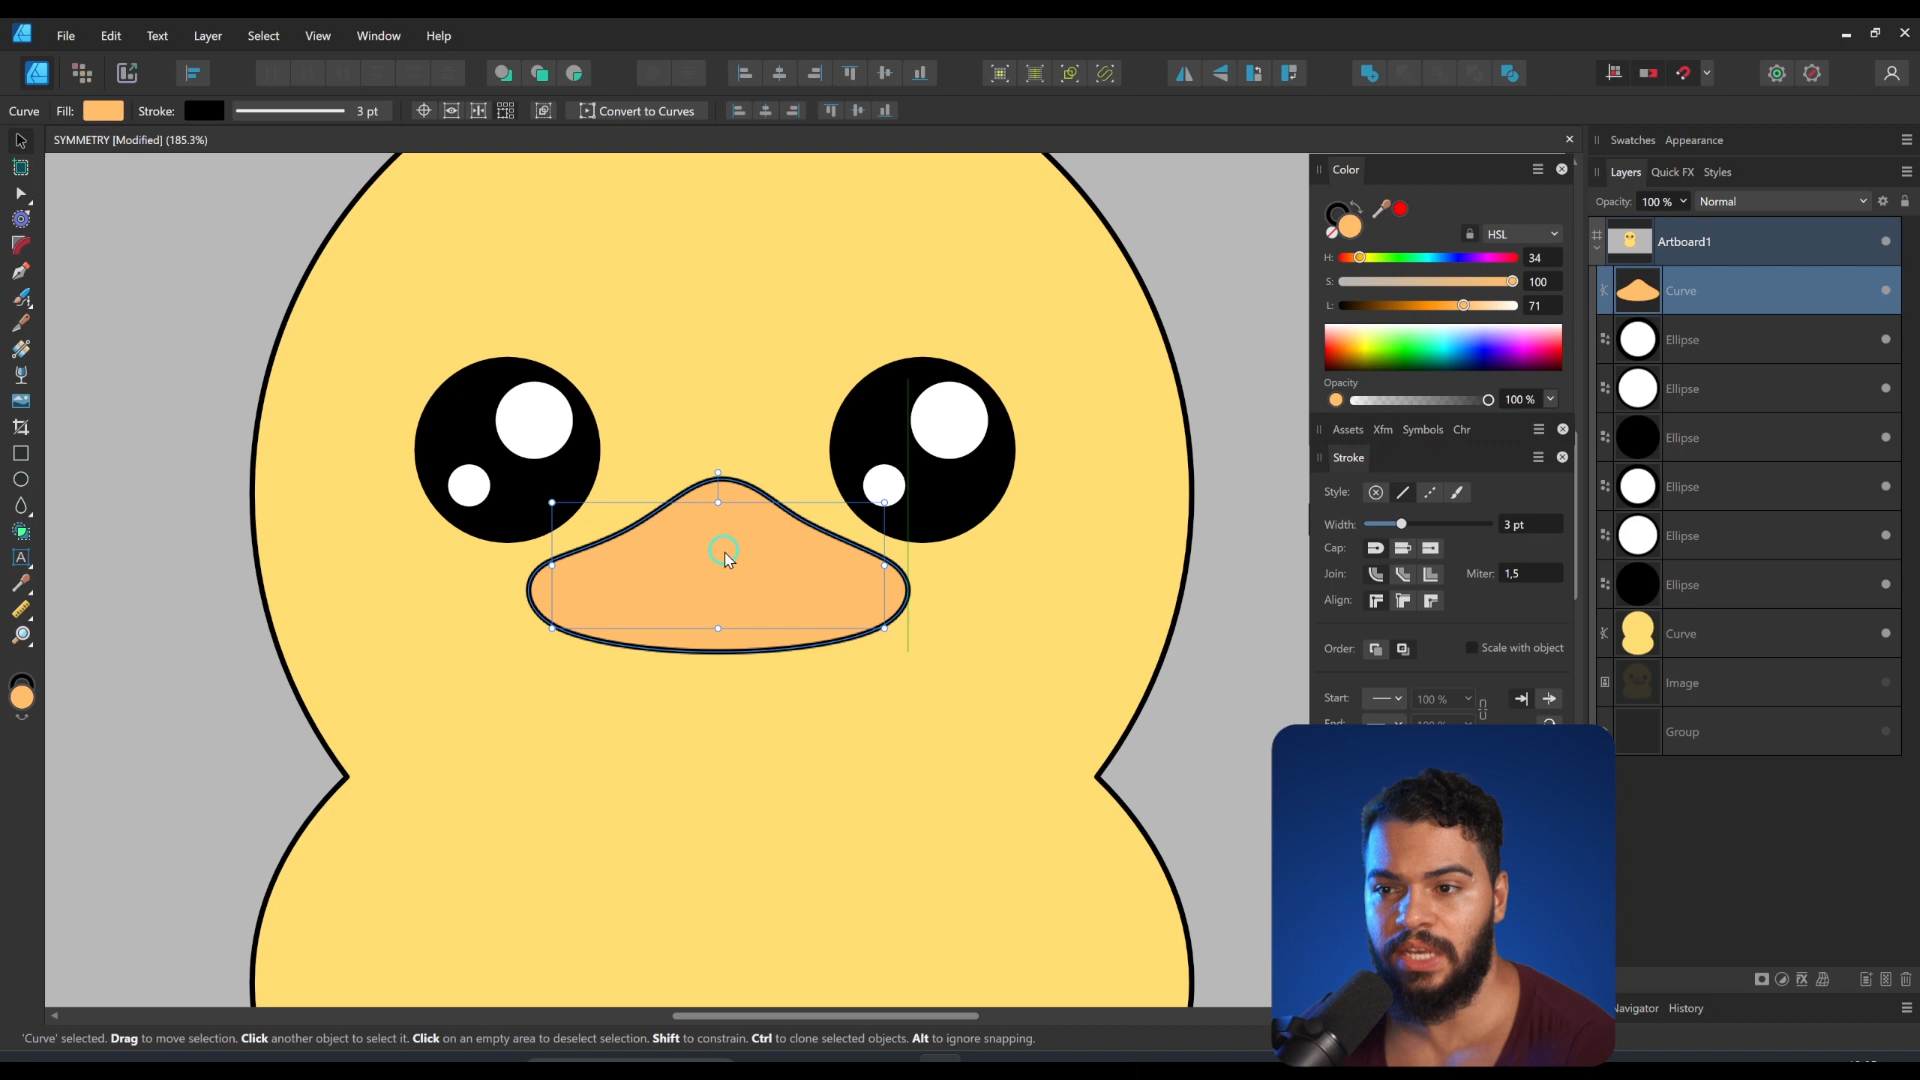 File Edit Text Layer Select View Window Help
Curve Fill: Stroke: 3 pt Convert to Curves
SYMMETRY [Modified] (185.3%)
Swatches Appearance
Color
Layers Quick FX Styles
Opacity: 100 % Normal
HSL
Artboard1
H: 34
S: 100
Curve
L: 71
Ellipse
Opacity
100 %
Ellipse
Assets Xfm Symbols Chr
Ellipse
Stroke
Style:
Ellipse
Width: 3 pt
Ellipse
Cap:
Join: Miter: 1,5
Ellipse
Align:
Curve
Order: Scale with object
Image
Start: 100 %
Group
Navigator History
'Curve' selected. Drag to move selection. Click another object to select it. Click on an empty area to deselect selection. Shift to constrain. Ctrl to clone selected objects. Alt to ignore snapping.